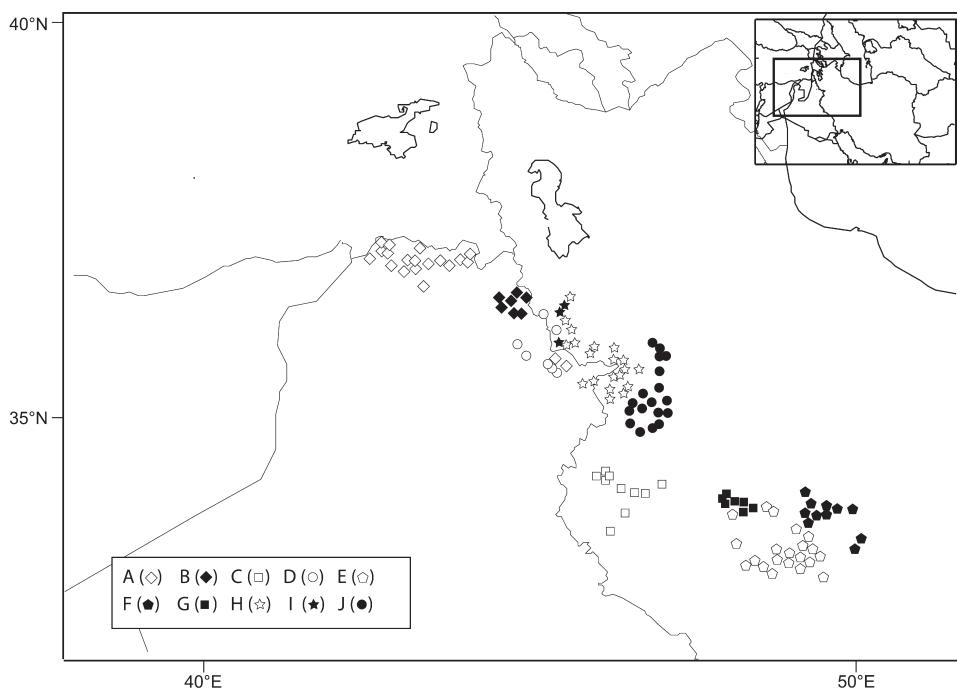 40°N
35°N
A (◇) B (◆) C (□) D (○) E (⬠)
F (⬟) G (■) H (☆) I (★) J (●)
40°E 50°E